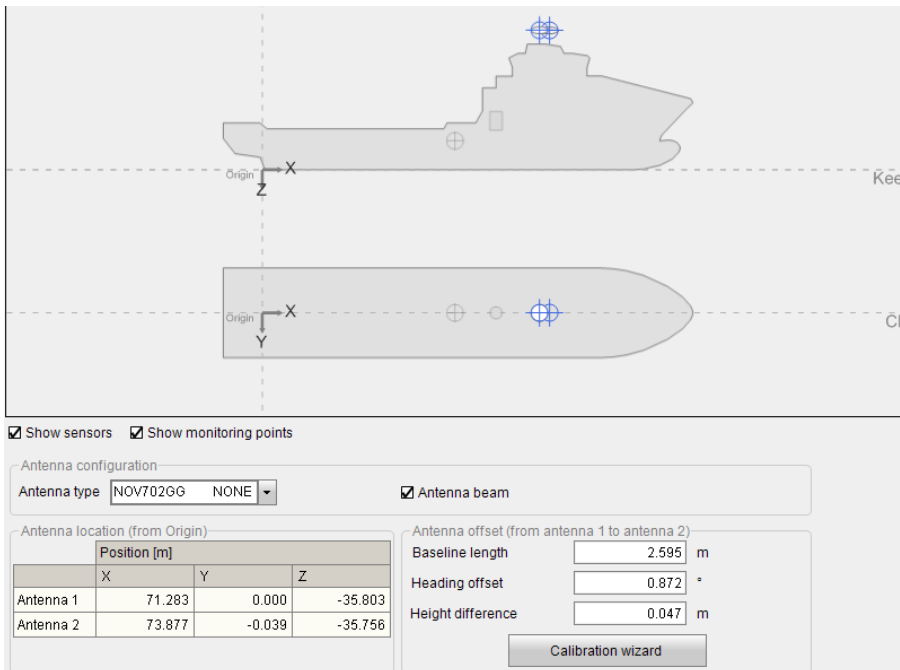 Origin
X
Z
Kee
Origin
X
Y
Cl
Show sensors Show monitoring points
Antenna configuration
Antenna type NOV702GG NONE Antenna beam
Antenna location (from Origin) Antenna offset (from antenna 1 to antenna 2)
Position [m] Baseline length 2.595 m
X Y Z Heading offset 0.872 °
Antenna 1 71.283 0.000 -35.803
Antenna 2 73.877 -0.039 -35.756 Height difference 0.047 m
Calibration wizard